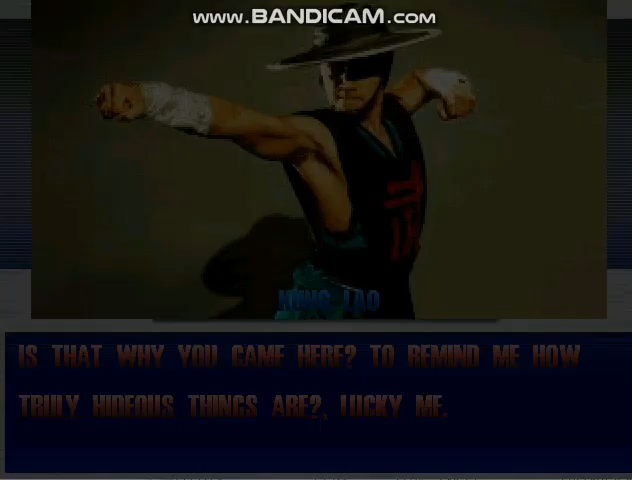 www.BANDICAM.com
KUNG LAO
IS THAT WHY YOU CAME HERE? TO REMIND ME HOW
TRULY HIDEOUS THINGS ARE?, LUCKY ME.